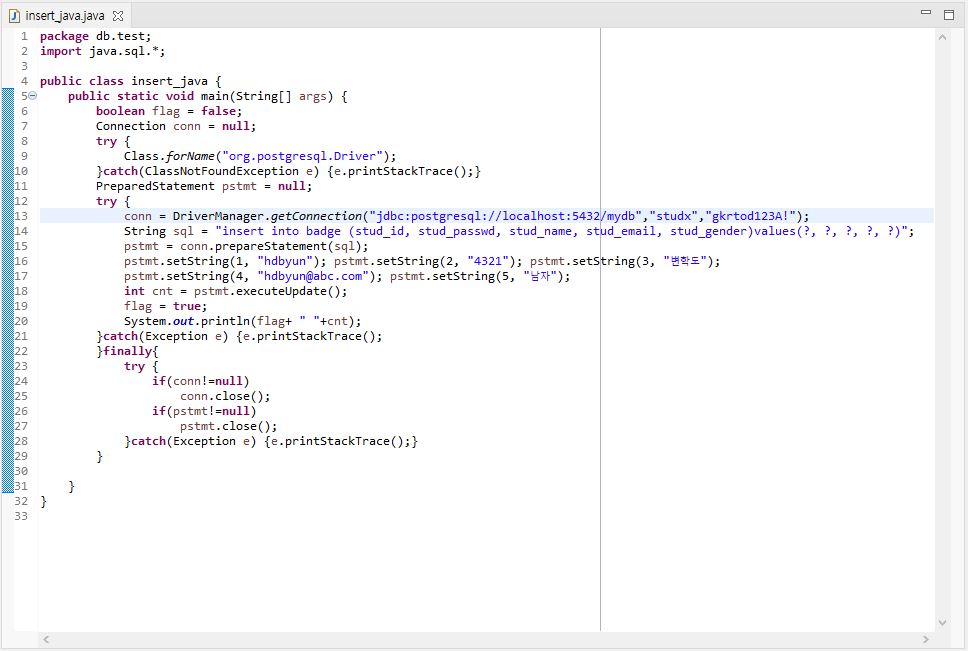 insert_java.java
1 package db.test;
2 import java.sql.*;
3
4 public class insert_java {
5 public static void main(String[] args) {
6 boolean flag = false;
7 Connection conn = null;
8 try {
9 Class.forName("org.postgresql.Driver");
10 }catch(ClassNotFoundException e) {e.printStackTrace();}
11 PreparedStatement pstmt = null;
12 try {
13 conn = DriverManager.getConnection("jdbc:postgresql://localhost:5432/mydb","studx","gkrtod123A!");
14 String sql = "insert into badge (stud_id, stud_passwd, stud_name, stud_email, stud_gender)values(?, ?, ?, ?, ?)";
15 pstmt = conn.prepareStatement(sql);
16 pstmt.setString(1, "hdbyun"); pstmt.setString(2, "4321"); pstmt.setString(3, "변학도");
17 pstmt.setString(4, "hdbyun@abc.com"); pstmt.setString(5, "남자");
18 int cnt = pstmt.executeUpdate();
19 flag = true;
20 System.out.println(flag+ " "+cnt);
21 }catch(Exception e) {e.printStackTrace();
22 }finally{
23 try {
24 if(conn!=null)
25 conn.close();
26 if(pstmt!=null)
27 pstmt.close();
28 }catch(Exception e) {e.printStackTrace();}
29 }
30
31 }
32 }
33